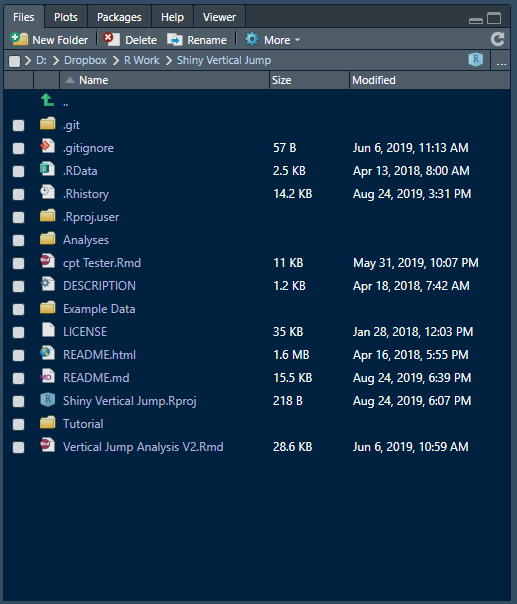 Files Plots Packages Help Viewer
New Folder Delete Rename More
D: Dropbox R Work Shiny Vertical Jump R ...
Name Size Modified
..
.git
.gitignore 57 B Jun 6, 2019, 11:13 AM
.RData 2.5 KB Apr 13, 2018, 8:00 AM
.Rhistory 14.2 KB Aug 24, 2019, 3:31 PM
.Rproj.user
Analyses
cpt Tester.Rmd 11 KB May 31, 2019, 10:07 PM
DESCRIPTION 1.2 KB Apr 18, 2018, 7:42 AM
Example Data
LICENSE 35 KB Jan 28, 2018, 12:03 PM
README.html 1.6 MB Apr 16, 2018, 5:55 PM
README.md 15.5 KB Aug 24, 2019, 6:39 PM
Shiny Vertical Jump.Rproj 218 B Aug 24, 2019, 6:07 PM
Tutorial
Vertical Jump Analysis V2.Rmd 28.6 KB Jun 6, 2019, 10:59 AM